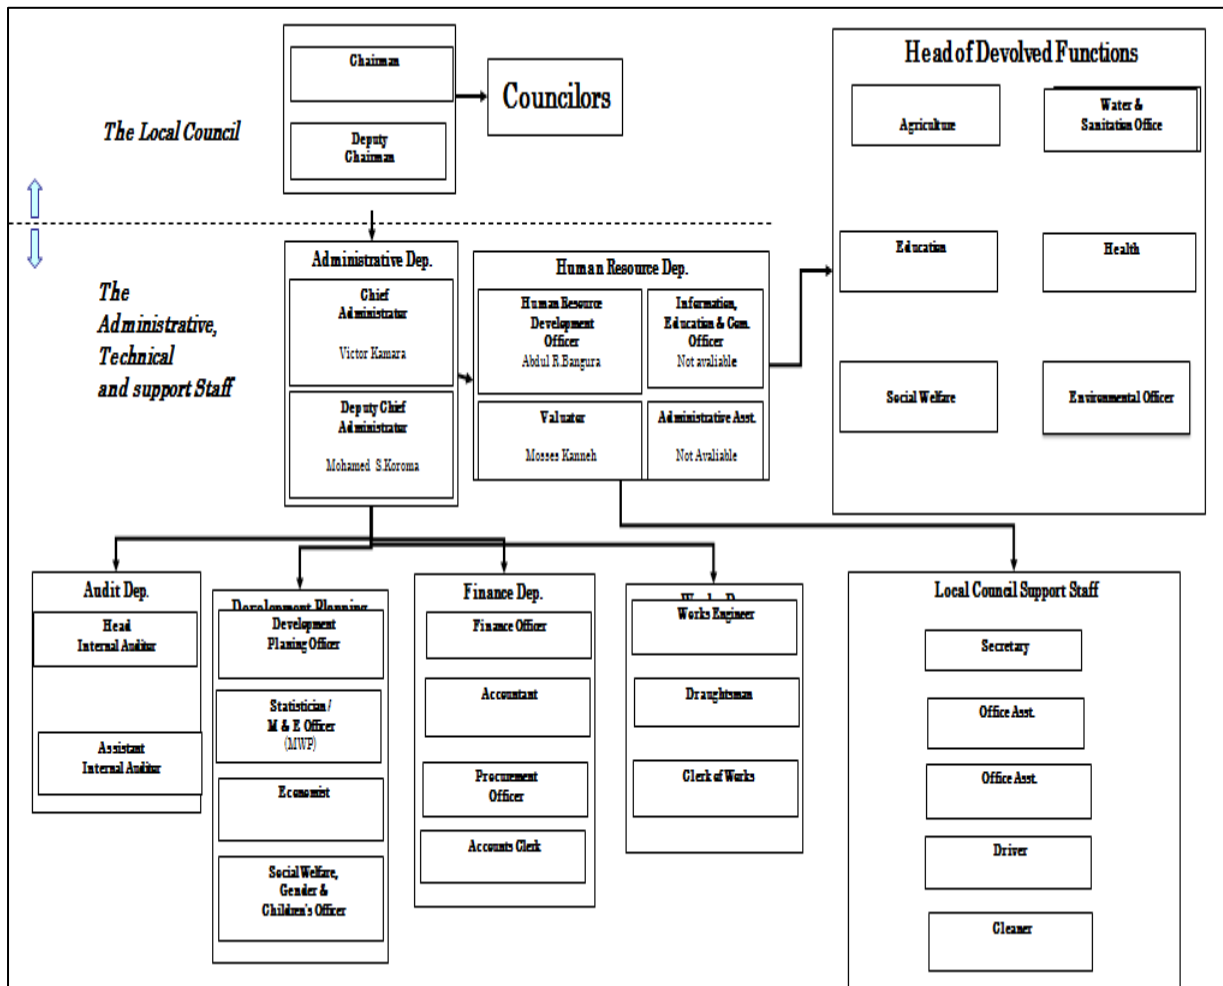 Chairman
Deputy
Chairman
Councilors
The Local Council
Head of Devolved Functions
Agriculture
Water &
Sanitation Office
Education
Health
Social Welfare
Environmental Officer
The
Administrative,
Technical
and support Staff
Administrative Dep.
Chief
Administrator
Victor Kamara
Deputy Chief
Administrator
Mohamed S.Koroma
Human Resource Dep.
Human Resource
Development
Officer
Abdul R.Bangura
Information,
Education & Com.
Officer
Not avaliable
Valuator
Mosses Kanneh
Administrative Asst.
Not Avaliable
Audit Dep.
Head
Internal Auditor
Assistant
Internal Auditor
Development Planning
Development
Planing Officer
Statistician /
M & E Officer
(MWP)
Economist
Social Welfare,
Gender &
Children's Officer
Finance Dep.
Finance Officer
Accountant
Procurement
Officer
Accounts Clerk
Works Engineer
Draughtsman
Clerk of Works
Local Council Support Staff
Secretary
Office Asst.
Office Asst.
Driver
Cleaner